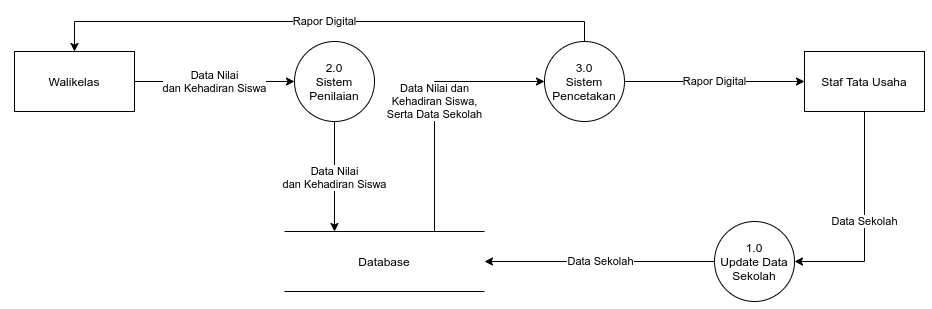 Rapor Digital
Walikelas
Data Nilai
dan Kehadiran Siswa
2.0
Sistem
Penilaian
Data Nilai dan
Kehadiran Siswa,
Serta Data Sekolah
3.0
Sistem
Pencetakan
Rapor Digital
Staf Tata Usaha
Data Nilai
dan Kehadiran Siswa
Data Sekolah
Database
Data Sekolah
1.0
Update Data
Sekolah